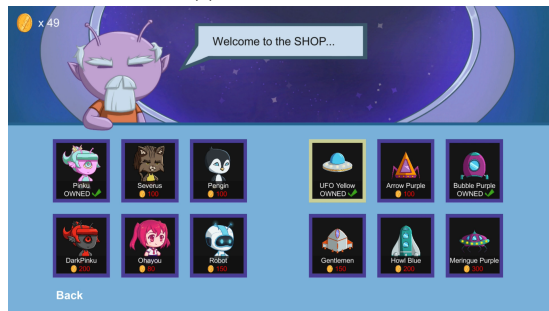 x 49
Welcome to the SHOP...
Pinku
OWNED
Severus
100
Pengin
100
UFO Yellow
OWNED
Arrow Purple
100
Bubble Purple
OWNED
DarkPinku
200
Ohayou
80
Robot
150
Gentlemen
150
Howl Blue
200
Meringue Purple
300
Back